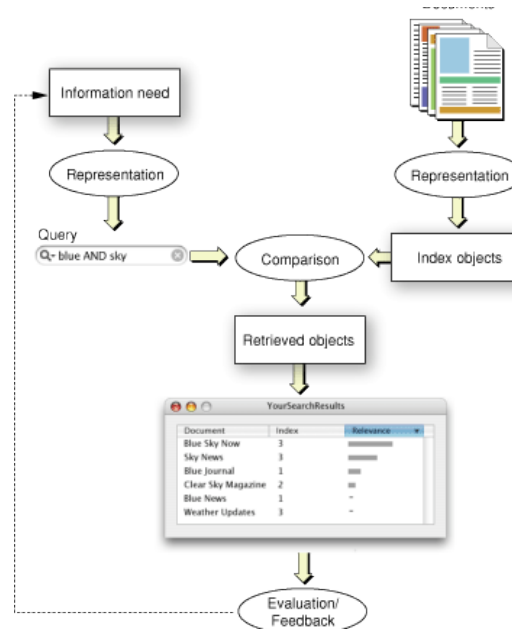 Documents
Information need
Representation
Representation
Query
blue AND sky
Comparison
Index objects
Retrieved objects
YourSearchResults
Document Index Relevance
Blue Sky Now 3
Sky News 3
Blue Journal 1
Clear Sky Magazine 2
Blue News 1
Weather Updates 3
Evaluation/
Feedback